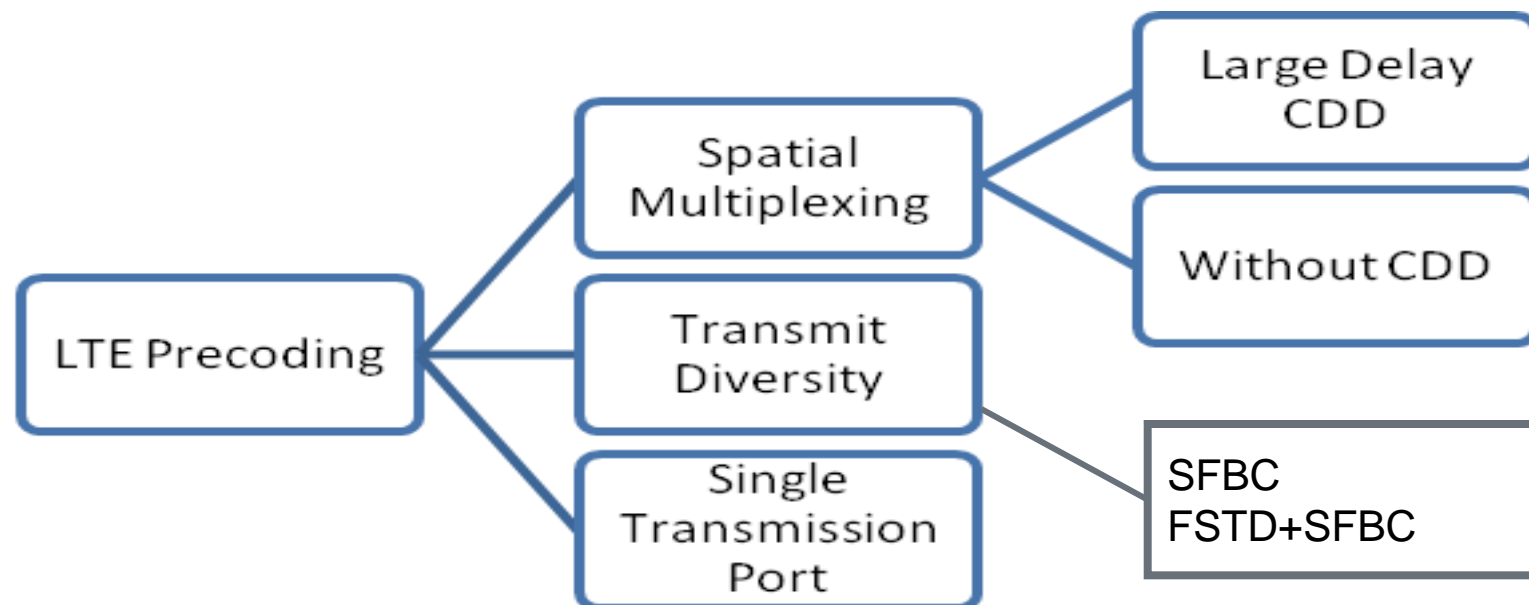 LTE Precoding
Spatial
Multiplexing
Large Delay
CDD
Without CDD
Transmit
Diversity
SFBC
FSTD+SFBC
Single
Transmission
Port